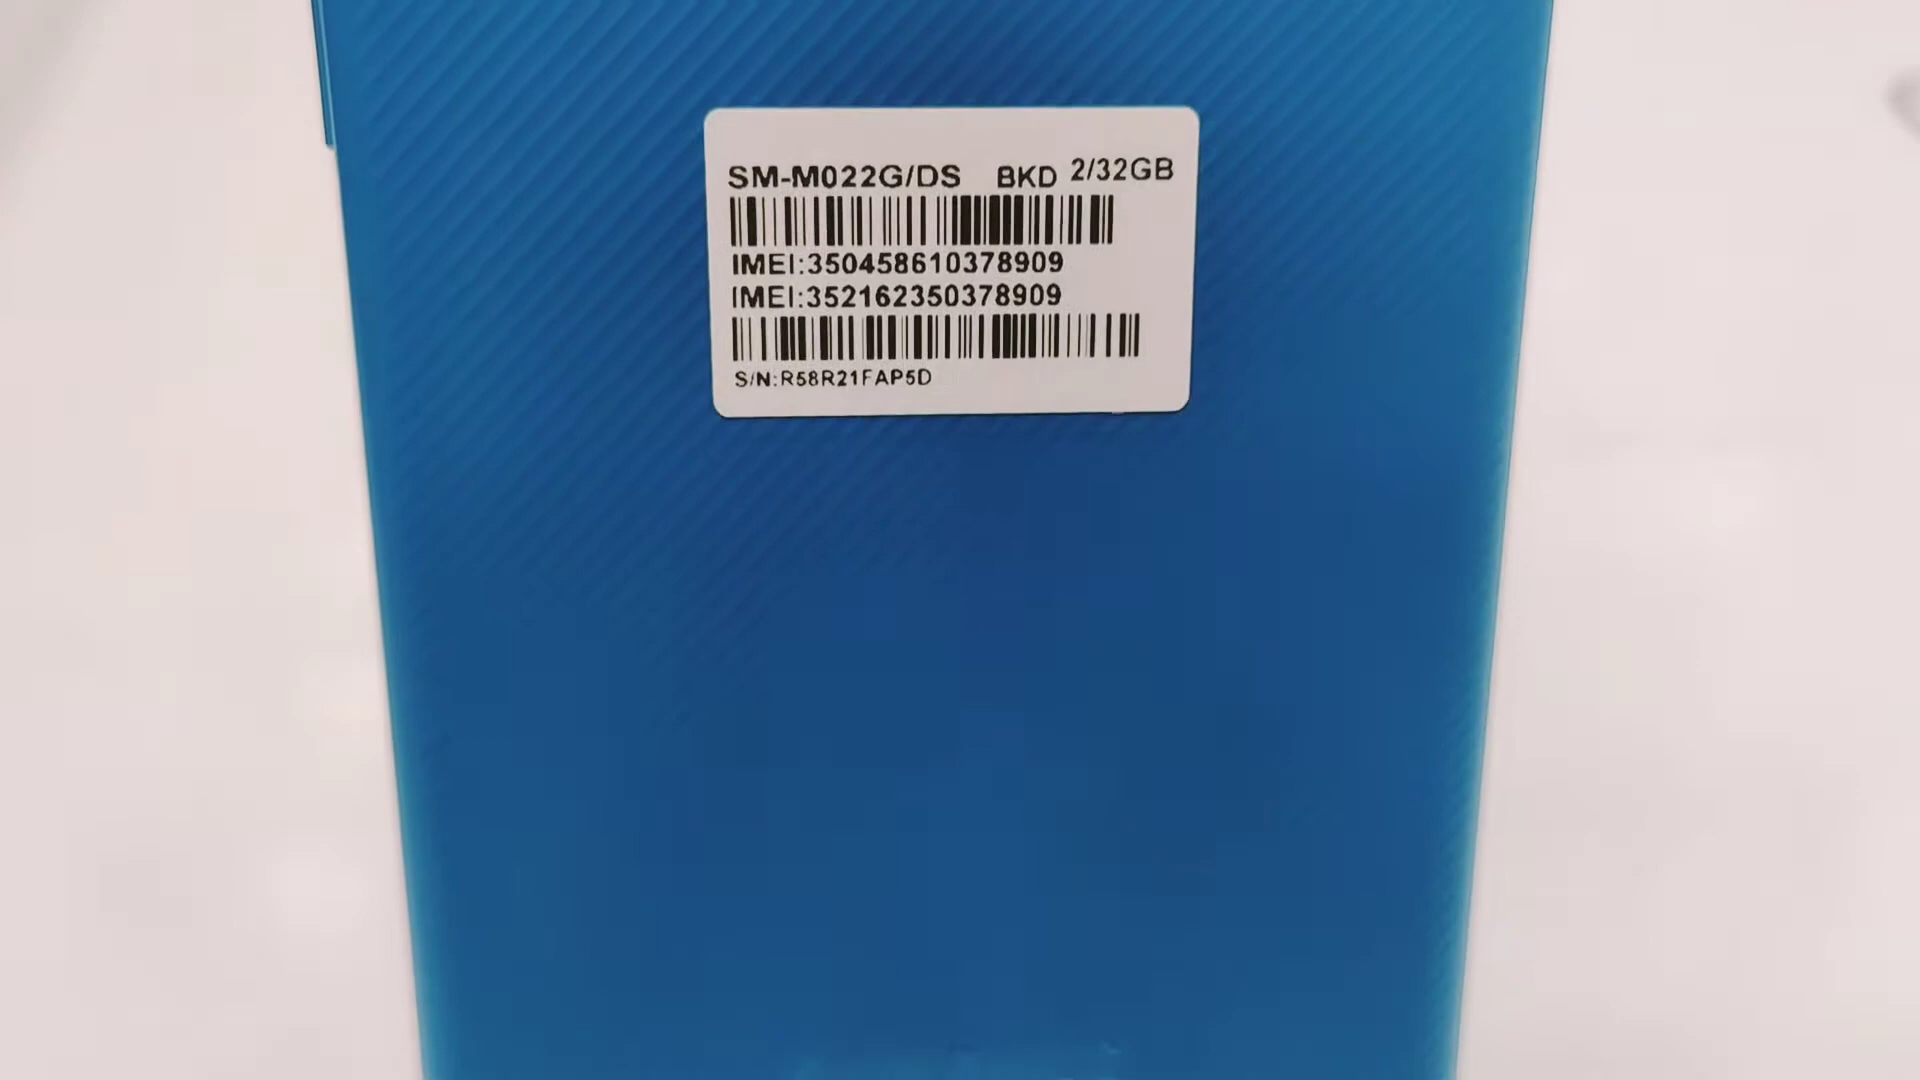 SM-M022G/DS BKD 2/32GB
IMEI:350458610378909
IMEI:352162350378909
S/N:R58R21FAP5D